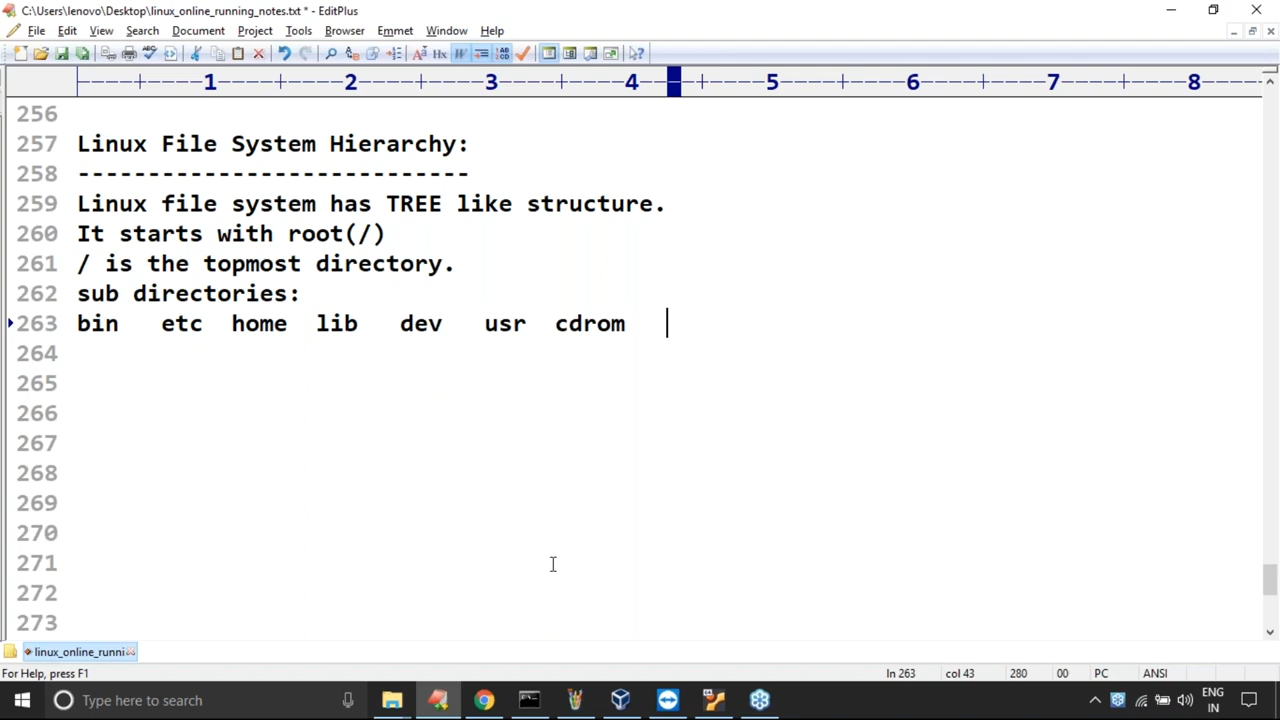 C:\Users\lenovo\Desktop\linux_online_running_notes.txt * - EditPlus
File Edit View Search Document Project Tools Browser Emmet Window Help
1 2 3 4 5 6 7 8
256
257 Linux File System Hierarchy:
258 ----------------------------
259 Linux file system has TREE like structure.
260 It starts with root(/)
261 / is the topmost directory.
262 sub directories:
263 bin etc home lib dev usr cdrom
264
265
266
267
268
269
270
271
272
273
linux_online_runni
For Help, press F1 ln 263 col 43 280 00 PC ANSI
Type here to search ENG
IN